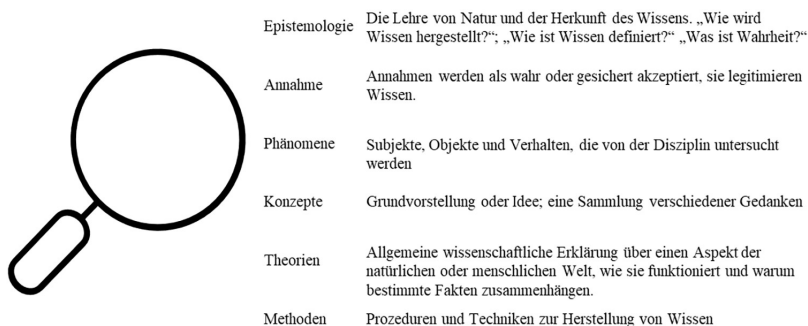 Epistemologie Die Lehre von Natur und der Herkunft des Wissens. „Wie wird
Wissen hergestellt?“; „Wie ist Wissen definiert?“ „Was ist Wahrheit?“
Annahme Annahmen werden als wahr oder gesichert akzeptiert, sie legitimieren
Wissen.
Phänomene Subjekte, Objekte und Verhalten, die von der Disziplin untersucht
werden
Konzepte Grundvorstellung oder Idee; eine Sammlung verschiedener Gedanken
Theorien Allgemeine wissenschaftliche Erklärung über einen Aspekt der
natürlichen oder menschlichen Welt, wie sie funktioniert und warum
bestimmte Fakten zusammenhängen.
Methoden Prozeduren und Techniken zur Herstellung von Wissen